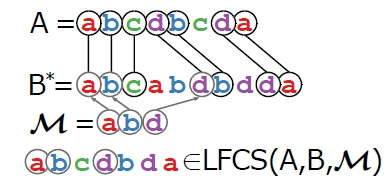 A = abcdbcda
B*= abcabdbdda
𝓜 = abd
abcdbda ∈LFCS(A,B,𝓜)